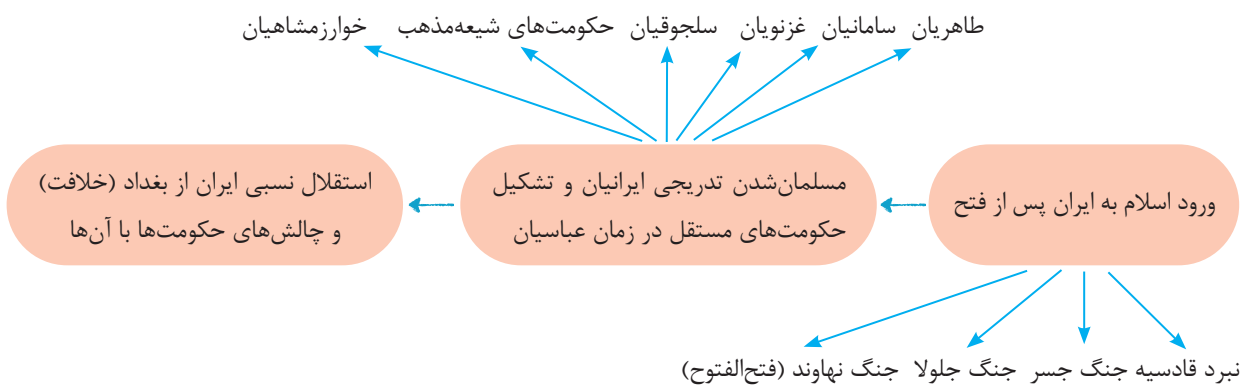 طاهریان سامانیان غزنویان سلجوقیان حکومت‌های شیعه‌مذهب خوارزمشاهیان
ورود اسلام به ایران پس از فتح
مسلمان‌شدن تدریجی ایرانیان و تشکیل
حکومت‌های مستقل در زمان عباسیان
استقلال نسبی ایران از بغداد (خلافت)
و چالش‌های حکومت‌ها با آن‌ها
نبرد قادسیه جنگ جسر جنگ جلولا جنگ نهاوند (فتح‌الفتوح)